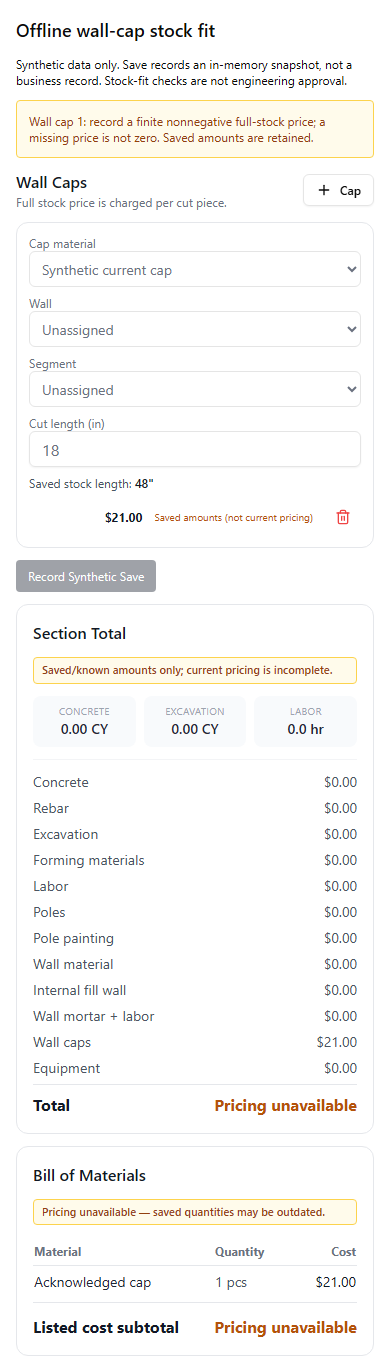 Offline wall-cap stock fit
Synthetic data only. Save records an in-memory snapshot, not a
business record. Stock-fit checks are not engineering approval.
Wall cap 1: record a finite nonnegative full-stock price; a
missing price is not zero. Saved amounts are retained.
Wall Caps
Full stock price is charged per cut piece.
+ Cap
Cap material
Synthetic current cap
Wall
Unassigned
Segment
Unassigned
Cut length (in)
18
Saved stock length: 48"
$21.00 Saved amounts (not current pricing)
Record Synthetic Save
Section Total
Saved/known amounts only; current pricing is incomplete.
CONCRETE EXCAVATION LABOR
0.00 CY 0.00 CY 0.0 hr
Concrete $0.00
Rebar $0.00
Excavation $0.00
Forming materials $0.00
Labor $0.00
Poles $0.00
Pole painting $0.00
Wall material $0.00
Internal fill wall $0.00
Wall mortar + labor $0.00
Wall caps $21.00
Equipment $0.00
Total Pricing unavailable
Bill of Materials
Pricing unavailable — saved quantities may be outdated.
Material Quantity Cost
Acknowledged cap 1 pcs $21.00
Listed cost subtotal Pricing unavailable